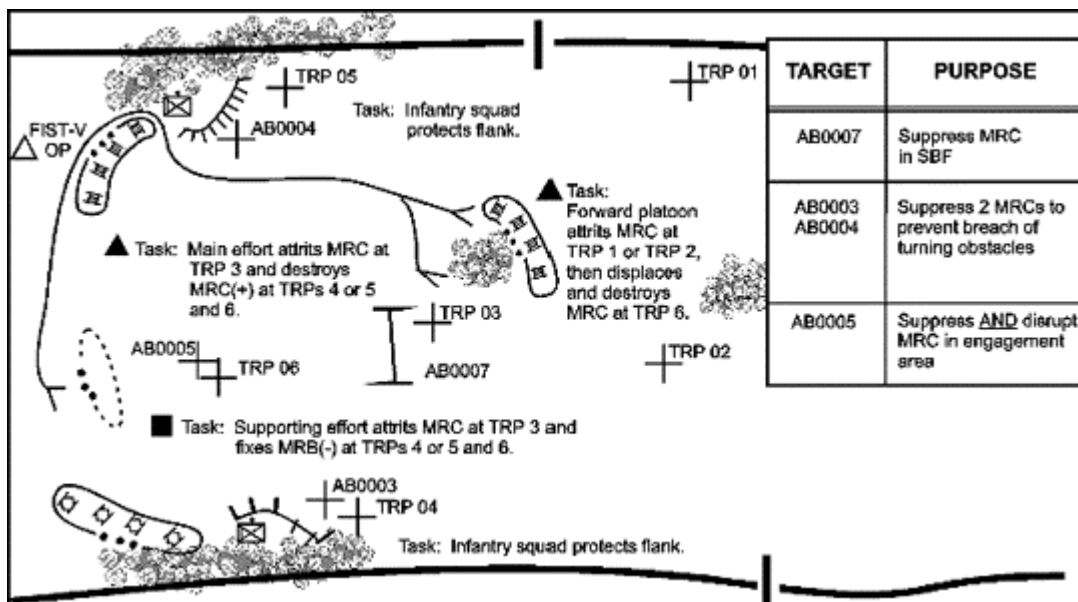 TRP 05
TRP 01
Task: Infantry squad
protects flank.
AB0004
FIST-V
OP
Task:
Forward platoon
attrits MRC at
TRP 1 or TRP 2,
then displaces
and destroys
MRC at TRP 6.
Task: Main effort attrits MRC at
TRP 3 and destroys
MRC(+) at TRPs 4 or 5
and 6.
TRP 03
AB0005
TRP 06
AB0007
TRP 02
Task: Supporting effort attrits MRC at TRP 3 and
fixes MRB(-) at TRPs 4 or 5 and 6.
AB0003
TRP 04
Task: Infantry squad protects flank.
TARGET PURPOSE
AB0007 Suppress MRC
in SBF
AB0003 Suppress 2 MRCs to
AB0004 prevent breach of
turning obstacles
AB0005 Suppress AND disrupt
MRC in engagement
area